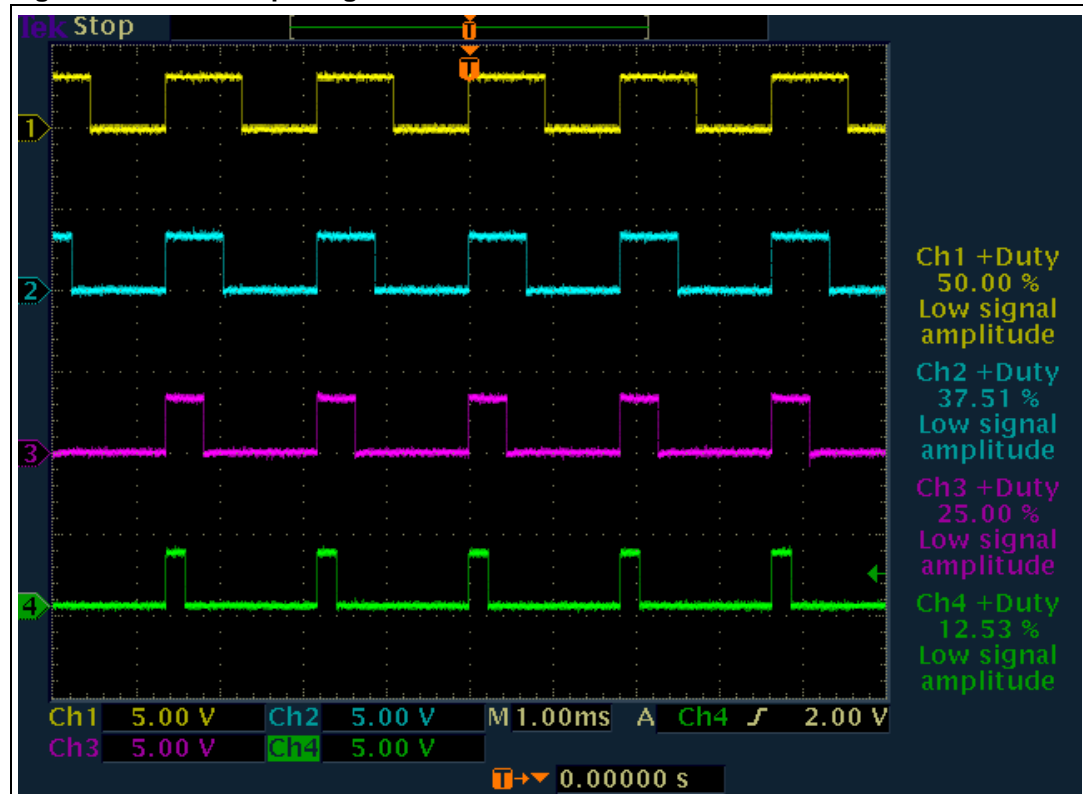 Tek Stop
T
T
1
2
3
4
Ch1 +Duty
50.00 %
Low signal
amplitude
Ch2 +Duty
37.51 %
Low signal
amplitude
Ch3 +Duty
25.00 %
Low signal
amplitude
Ch4 +Duty
12.53 %
Low signal
amplitude
Ch1 5.00 V Ch2 5.00 V M 1.00ms A Ch4 2.00 V
Ch3 5.00 V Ch4 5.00 V
T 0.00000 s